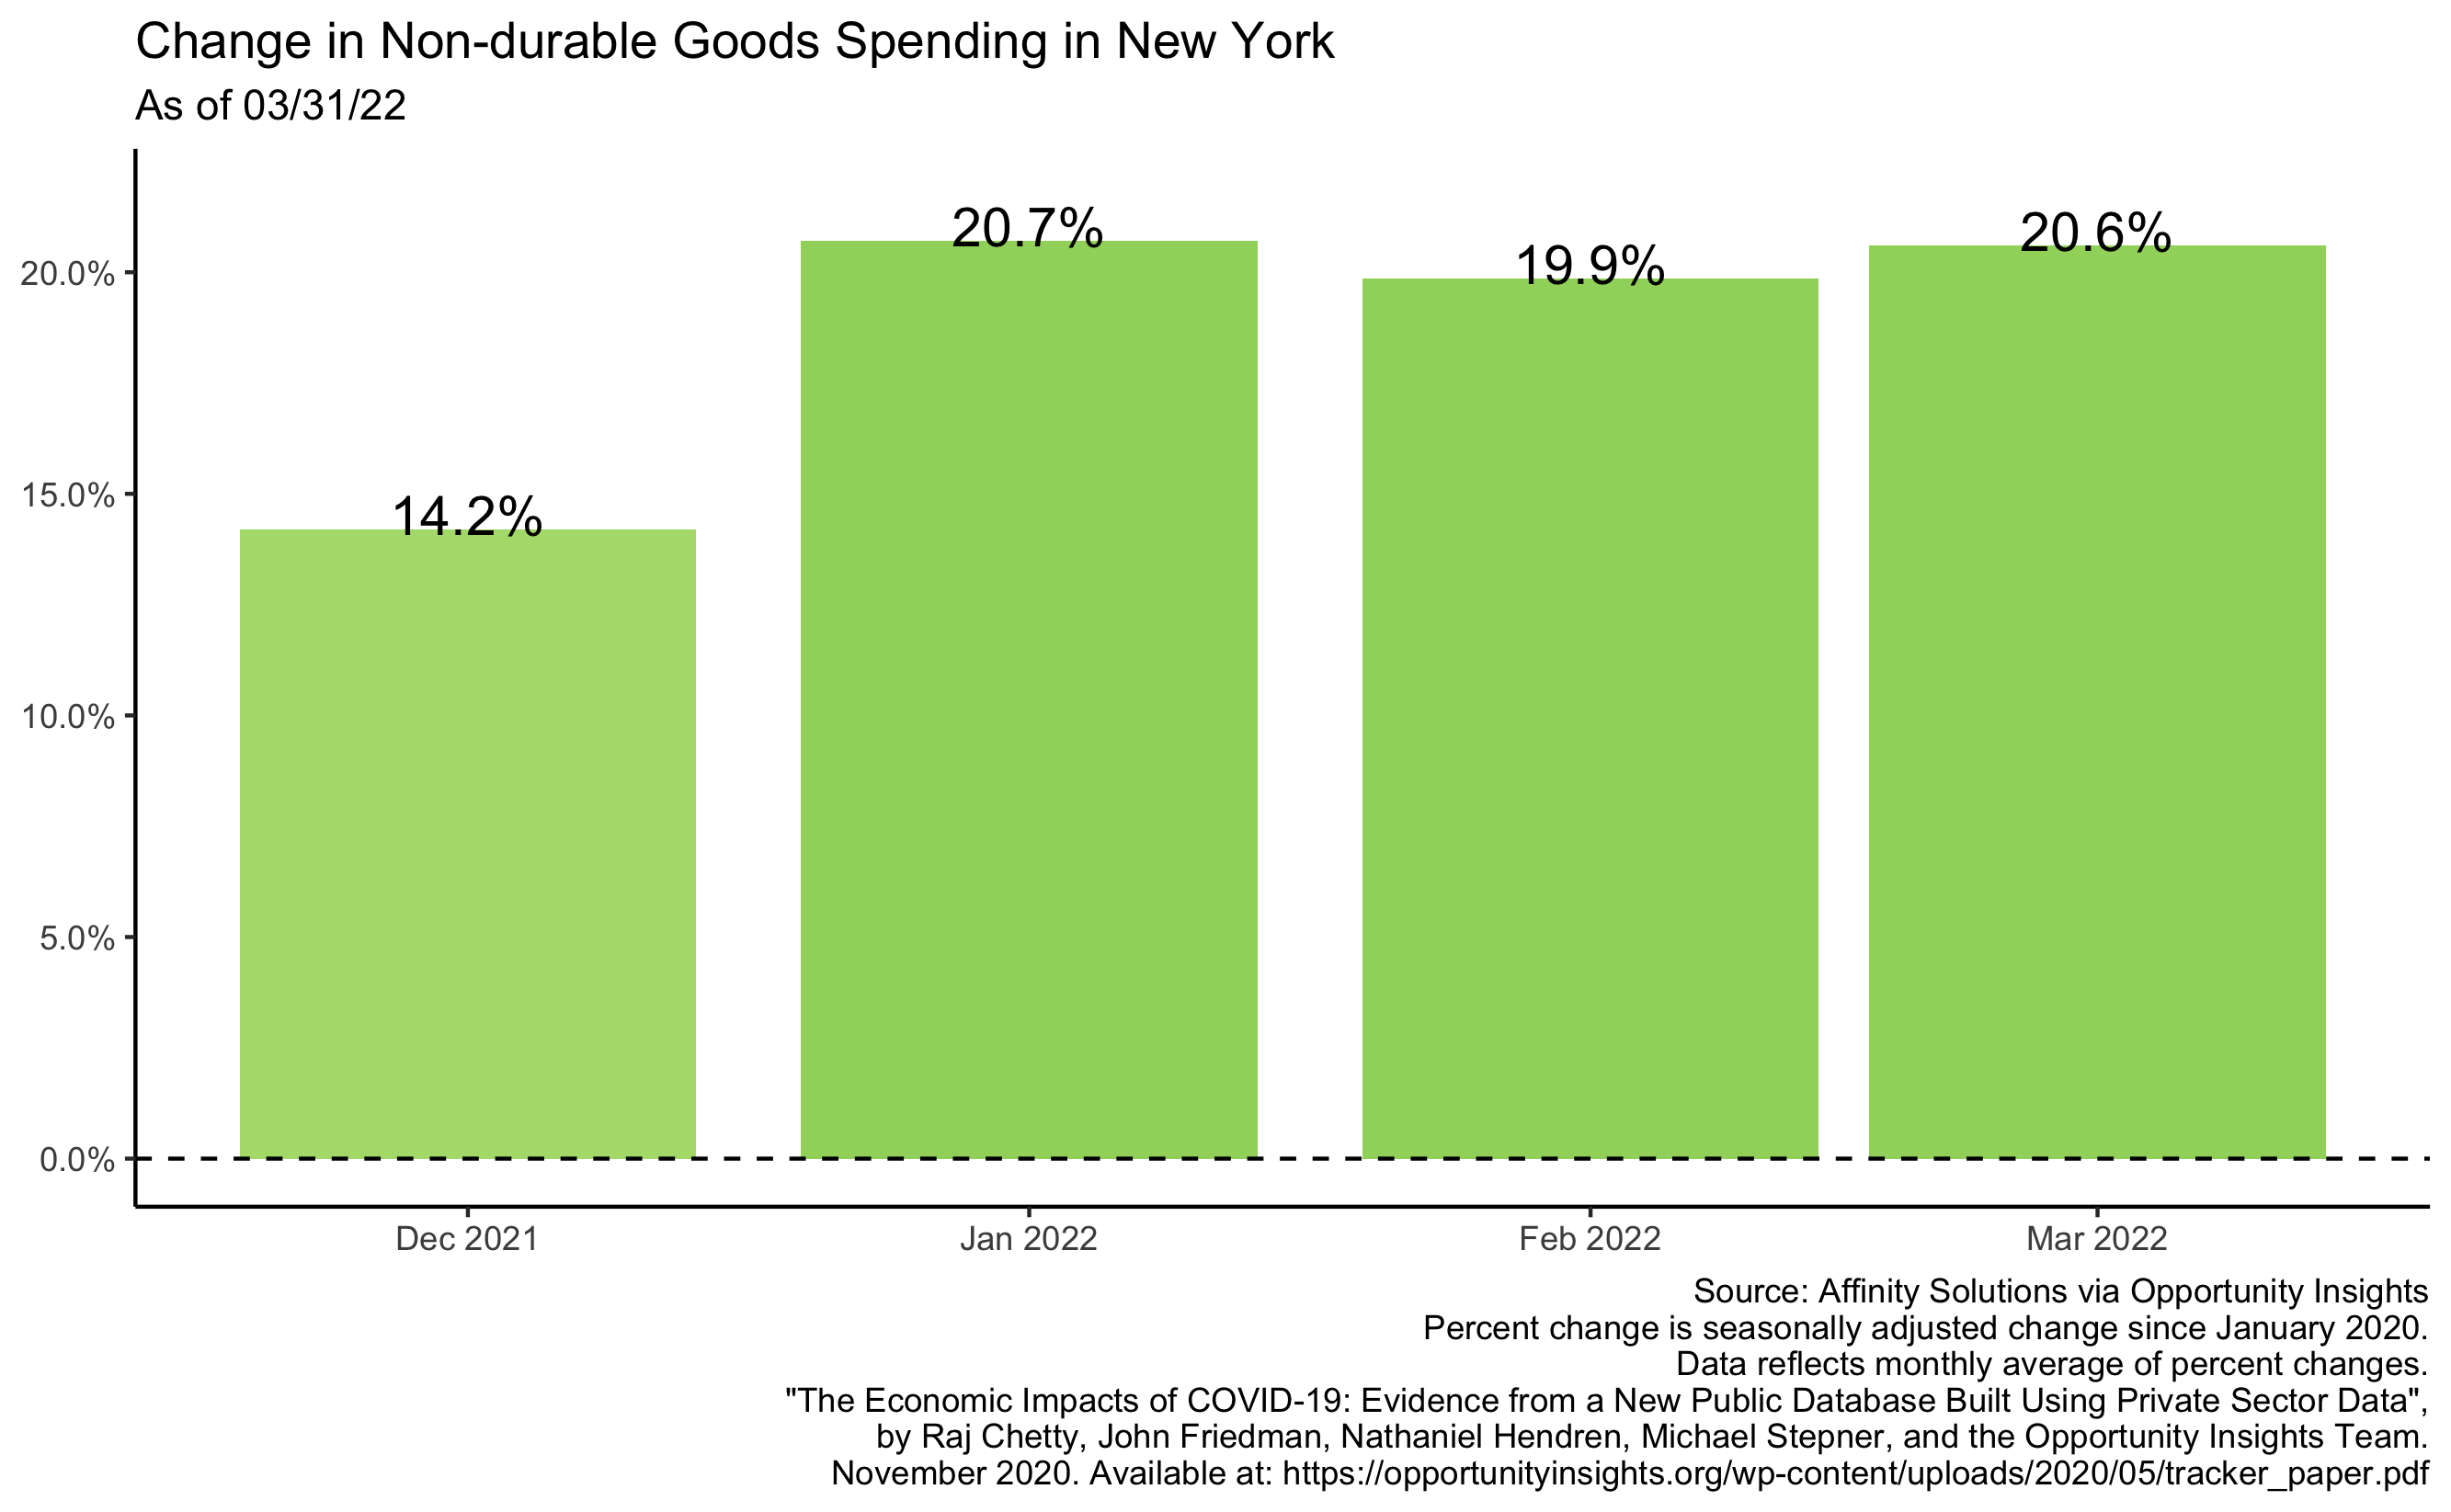 Change in Non-durable Goods Spending in New York
As of 03/31/22
20.7%
20.6%
19.9%
14.2%
20.0%
15.0%
10.0%
5.0%
0.0%
Dec 2021
Jan 2022
Feb 2022
Mar 2022
Source: Affinity Solutions via Opportunity Insights
Percent change is seasonally adjusted change since January 2020.
Data reflects monthly average of percent changes.
"The Economic Impacts of COVID-19: Evidence from a New Public Database Built Using Private Sector Data",
by Raj Chetty, John Friedman, Nathaniel Hendren, Michael Stepner, and the Opportunity Insights Team.
November 2020. Available at: https://opportunityinsights.org/wp-content/uploads/2020/05/tracker_paper.pdf